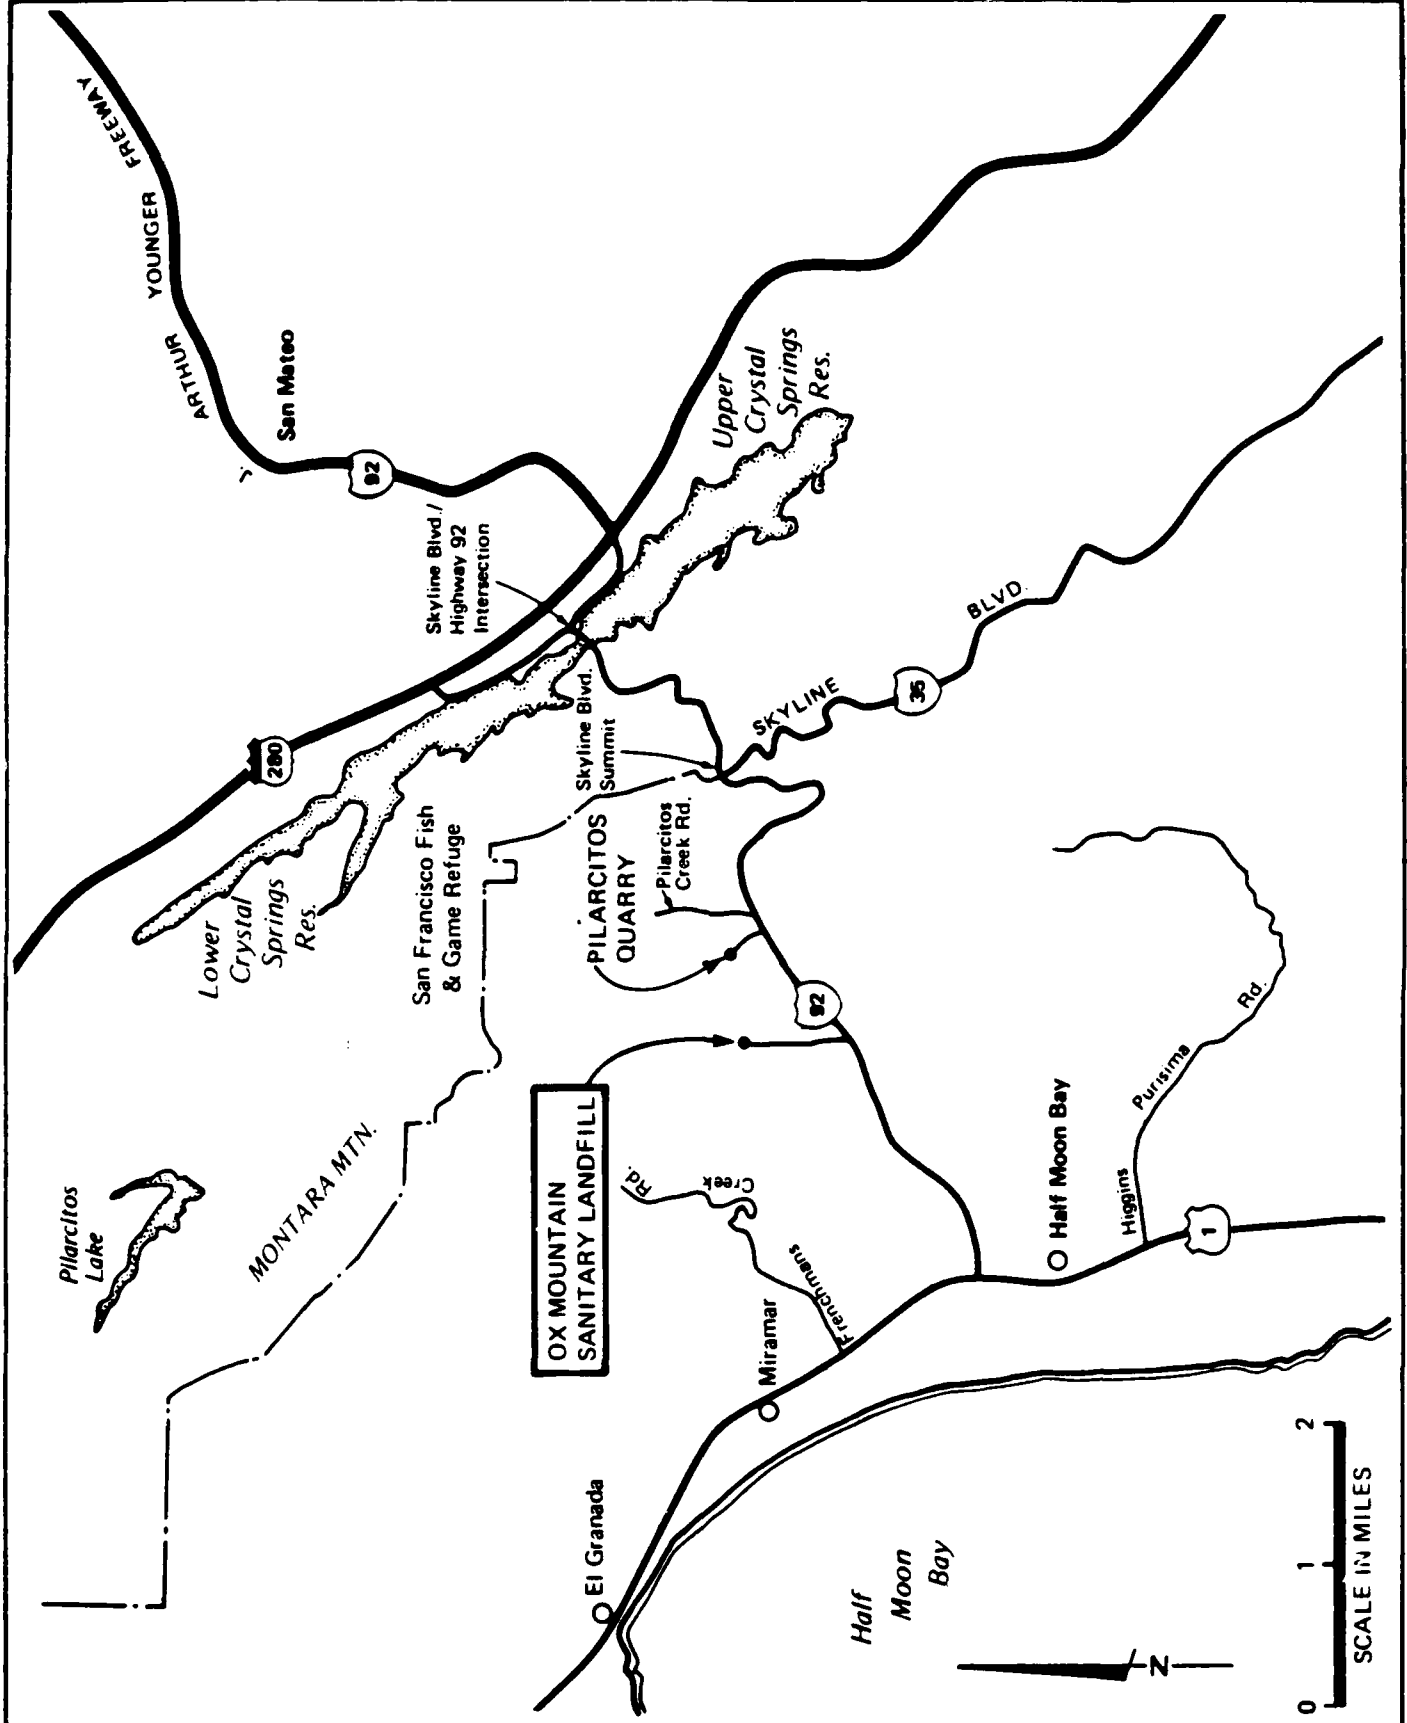 ARTHUR YOUNGER FREEWAY
J.
San Mateo
92
Skyline Blvd./
Highway 92
Intersection
Upper
Crystal
Springs
Res.
280
Lower
Crystal
Springs
Res.
San Francisco Fish
& Game Refuge
Skyline Blvd.
Summit
SKYLINE BLVD.
35
PILARCITOS
QUARRY
Pilarcitos
Creek Rd.
92
Pilarcitos
Lake
MONTARA MTN.
OX MOUNTAIN
SANITARY LANDFILL
Frenchmans Creek Rd.
Half Moon Bay
Higgins Purisima Rd.
1
Miramar
El Granada
Half
Moon
Bay
N
0 1 2
SCALE IN MILES